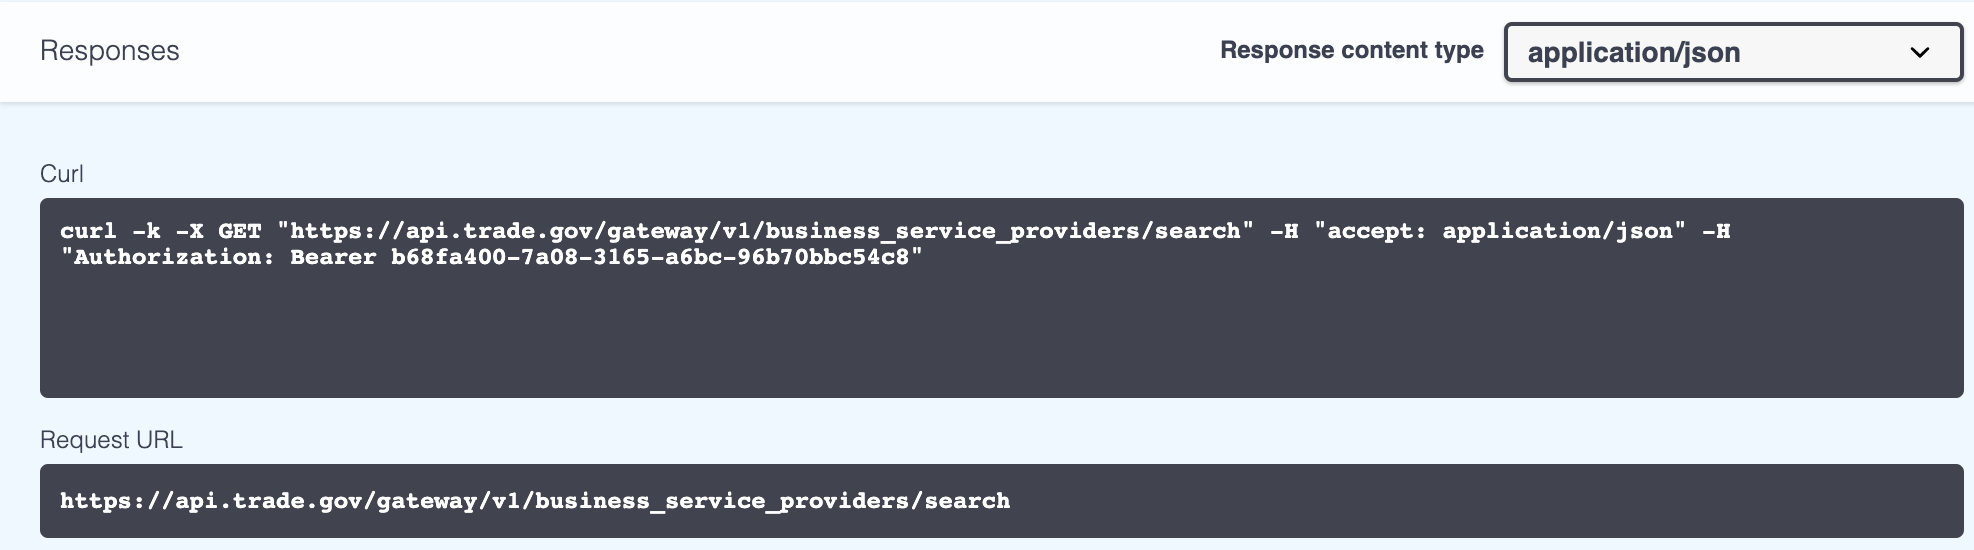 Responses
Response content type
application/json
Curl
curl -k -X GET "https://api.trade.gov/gateway/v1/business_service_providers/search" -H "accept: application/json" -H
"Authorization: Bearer b68fa400-7a08-3165-a6bc-96b70bbc54c8"
Request URL
https://api.trade.gov/gateway/v1/business_service_providers/search